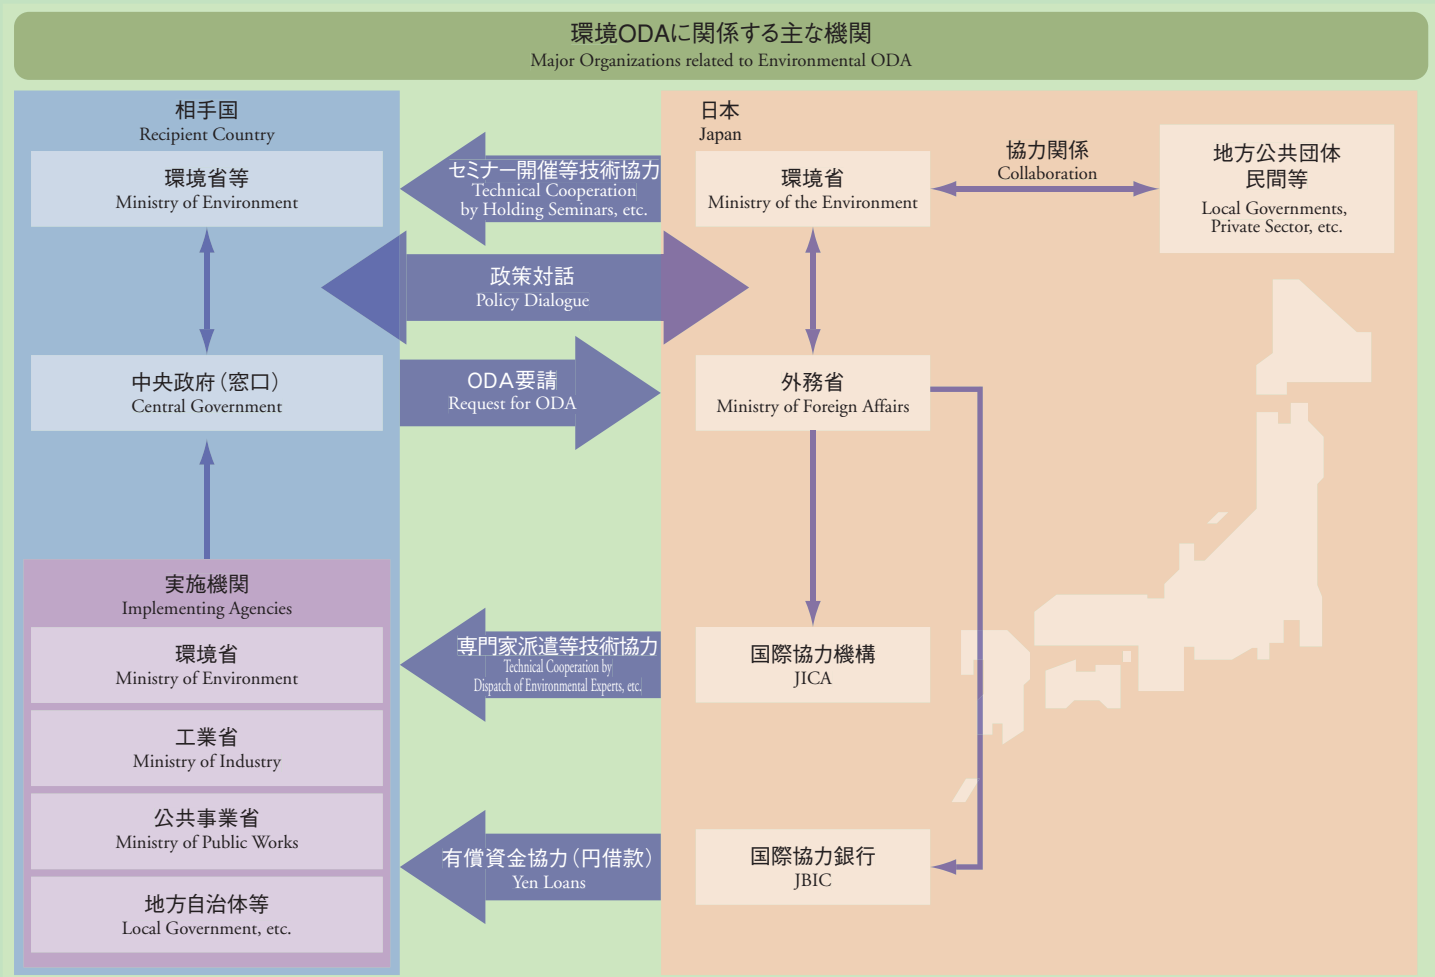 環境ODAに関係する主な機関
Major Organizations related to Environmental ODA
相手国
Recipient Country
環境省等
Ministry of Environment
中央政府（窓口）
Central Government
実施機関
Implementing Agencies
環境省
Ministry of Environment
工業省
Ministry of Industry
公共事業省
Ministry of Public Works
地方自治体等
Local Government, etc.
セミナー開催等技術協力
Technical Cooperation
by Holding Seminars, etc.
政策対話
Policy Dialogue
ODA要請
Request for ODA
専門家派遣等技術協力
Technical Cooperation by
Dispatch of Environmental Experts, etc.
有償資金協力（円借款）
Yen Loans
日本
Japan
環境省
Ministry of the Environment
協力関係
Collaboration
地方公共団体
民間等
Local Governments,
Private Sector, etc.
外務省
Ministry of Foreign Affairs
国際協力機構
JICA
国際協力銀行
JBIC